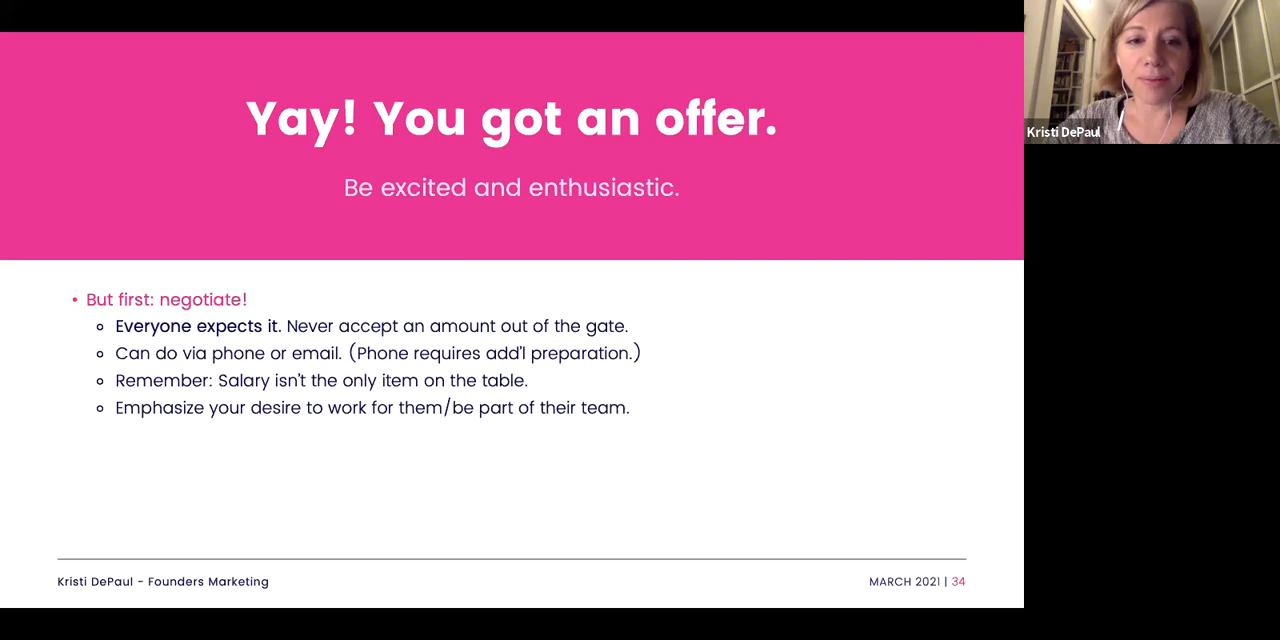 Yay! You got an offer.
Be excited and enthusiastic.
• But first: negotiate!
Everyone expects it. Never accept an amount out of the gate.
Can do via phone or email. (Phone requires add'l preparation.)
Remember: Salary isn't the only item on the table.
Emphasize your desire to work for them/be part of their team.
Kristi DePaul - Founders Marketing
MARCH 2021 | 34
Kristi DePaul